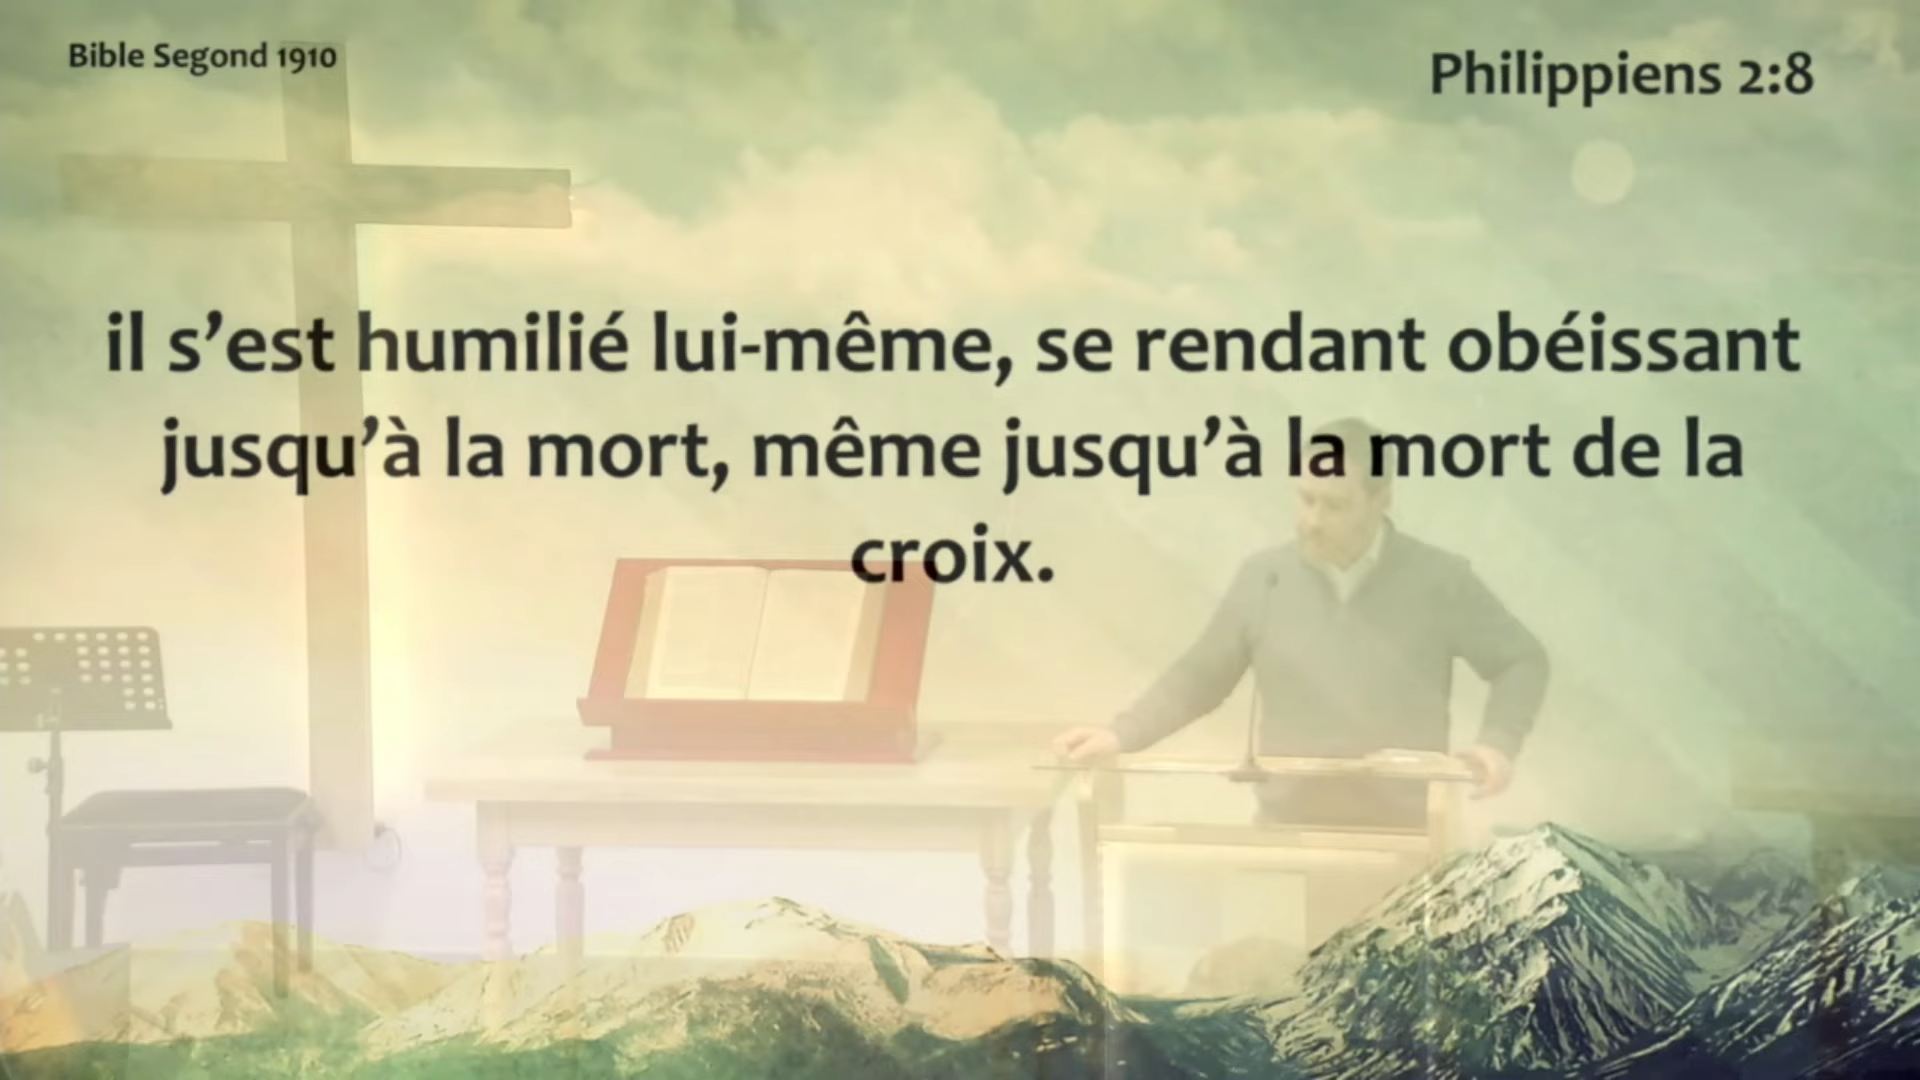 Bible Segond 1910
Philippiens 2:8
il s’est humilié lui-même, se rendant obéissant
jusqu’à la mort, même jusqu’à la mort de la
croix.